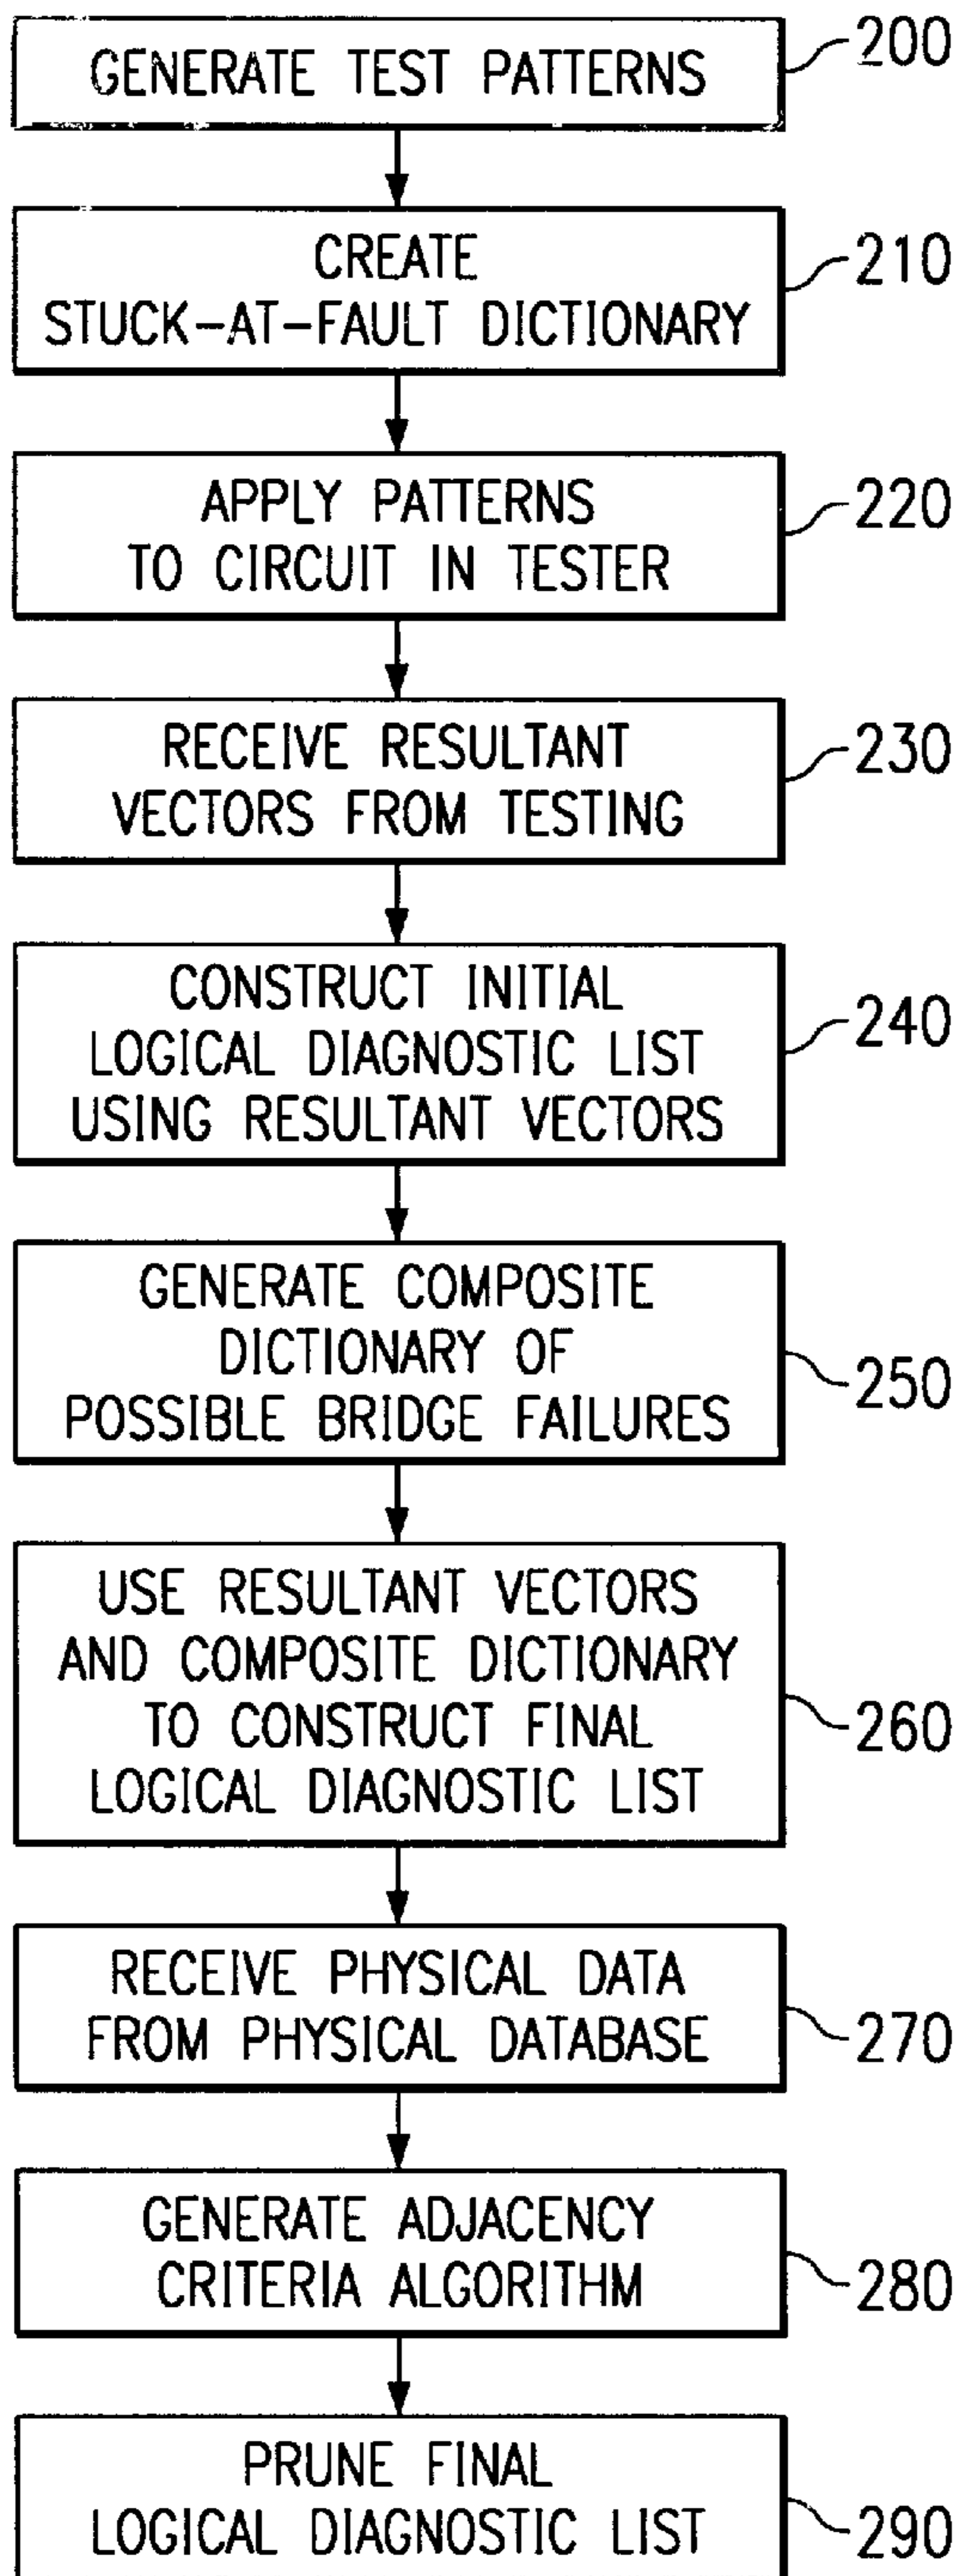 GENERATE TEST PATTERNS
200
CREATE
STUCK-AT-FAULT DICTIONARY
210
APPLY PATTERNS
TO CIRCUIT IN TESTER
220
RECEIVE RESULTANT
VECTORS FROM TESTING
230
CONSTRUCT INITIAL
LOGICAL DIAGNOSTIC LIST
USING RESULTANT VECTORS
240
GENERATE COMPOSITE
DICTIONARY OF
POSSIBLE BRIDGE FAILURES
250
USE RESULTANT VECTORS
AND COMPOSITE DICTIONARY
TO CONSTRUCT FINAL
LOGICAL DIAGNOSTIC LIST
260
RECEIVE PHYSICAL DATA
FROM PHYSICAL DATABASE
270
GENERATE ADJACENCY
CRITERIA ALGORITHM
280
PRUNE FINAL
LOGICAL DIAGNOSTIC LIST
290